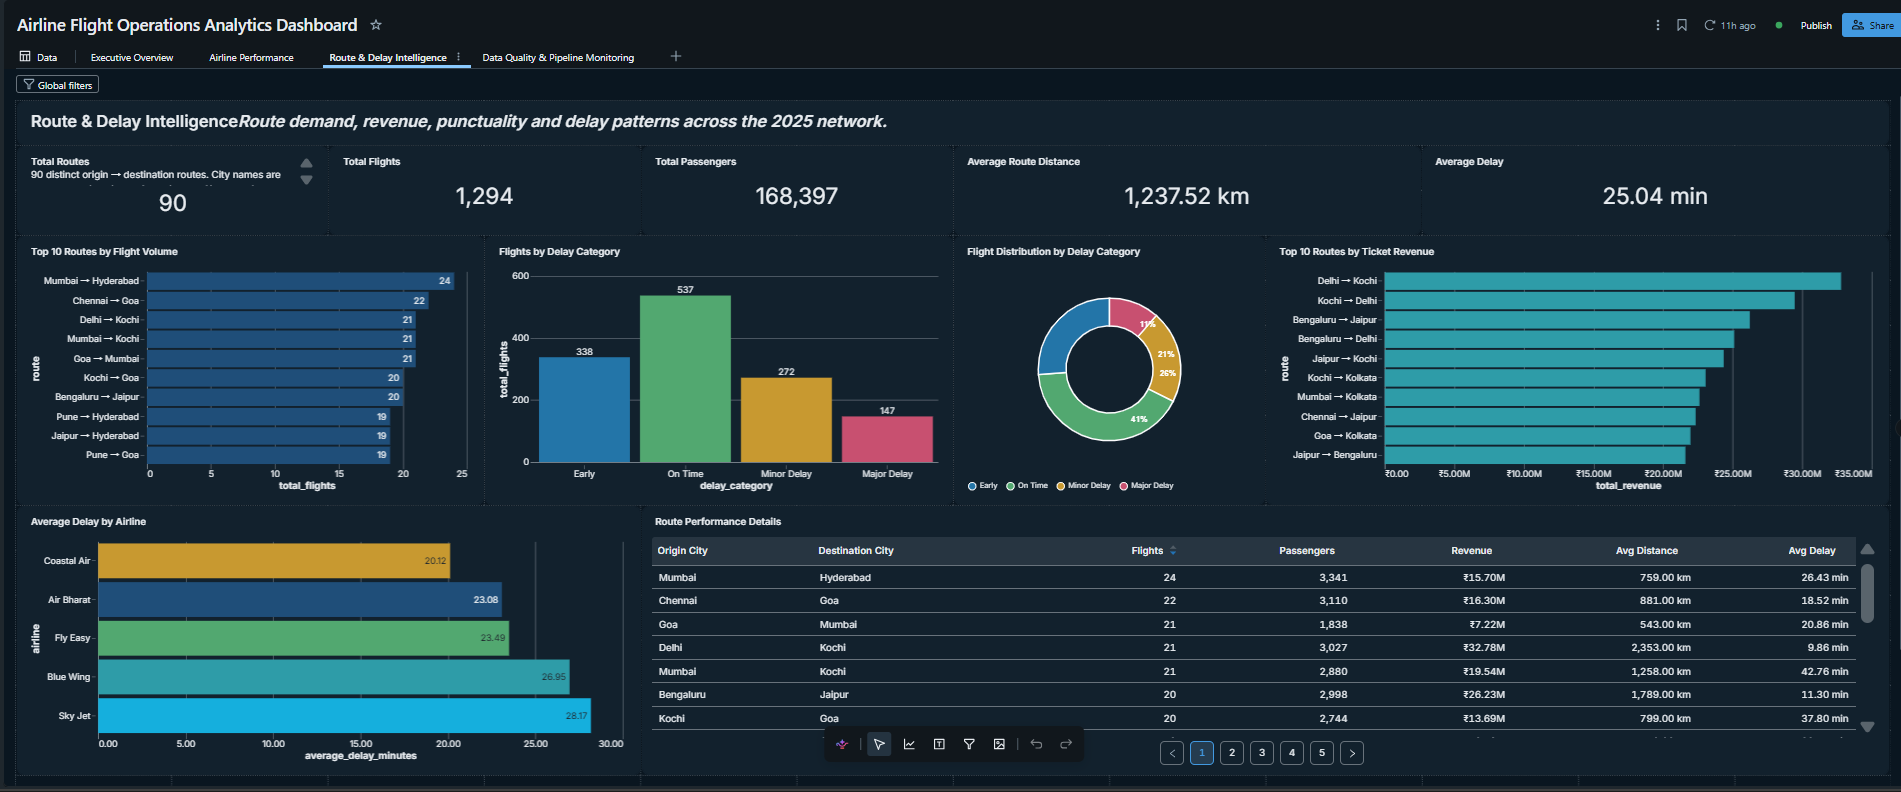 Airline Flight Operations Analytics Dashboard
11h ago
Publish
Share
Data
Executive Overview
Airline Performance
Route & Delay Intelligence
Data Quality & Pipeline Monitoring
Global filters
Route & Delay IntelligenceRoute demand, revenue, punctuality and delay patterns across the 2025 network.
Total Routes
90 distinct origin → destination routes. City names are
90
Total Flights
1,294
Total Passengers
168,397
Average Route Distance
1,237.52 km
Average Delay
25.04 min
Top 10 Routes by Flight Volume
route
Mumbai → Hyderabad 24
Chennai → Goa 22
Delhi → Kochi 21
Mumbai → Kochi 21
Goa → Mumbai 21
Kochi → Goa 20
Bengaluru → Jaipur 20
Pune → Hyderabad 19
Jaipur → Hyderabad 19
Pune → Goa 19
0 5 10 15 20 25
total_flights
Flights by Delay Category
total_flights
600
400
200
0
338
537
272
147
Early On Time Minor Delay Major Delay
delay_category
Flight Distribution by Delay Category
11%
21%
26%
41%
Early On Time Minor Delay Major Delay
Top 10 Routes by Ticket Revenue
route
Delhi → Kochi
Kochi → Delhi
Bengaluru → Jaipur
Bengaluru → Delhi
Jaipur → Kochi
Kochi → Kolkata
Mumbai → Kolkata
Chennai → Jaipur
Goa → Kolkata
Jaipur → Bengaluru
₹0.00 ₹5.00M ₹10.00M ₹15.00M ₹20.00M ₹25.00M ₹30.00M ₹35.00M
total_revenue
Average Delay by Airline
airline
Coastal Air 20.12
Air Bharat 23.08
Fly Easy 23.49
Blue Wing 26.95
Sky Jet 28.17
0.00 5.00 10.00 15.00 20.00 25.00 30.00
average_delay_minutes
Route Performance Details
Origin City Destination City Flights Passengers Revenue Avg Distance Avg Delay
Mumbai Hyderabad 24 3,341 ₹15.70M 759.00 km 26.43 min
Chennai Goa 22 3,110 ₹16.30M 881.00 km 18.52 min
Goa Mumbai 21 1,838 ₹7.22M 543.00 km 20.86 min
Delhi Kochi 21 3,027 ₹32.78M 2,353.00 km 9.86 min
Mumbai Kochi 21 2,880 ₹19.54M 1,258.00 km 42.76 min
Bengaluru Jaipur 20 2,998 ₹26.23M 1,789.00 km 11.30 min
Kochi Goa 20 2,744 ₹13.69M 799.00 km 37.80 min
1 2 3 4 5